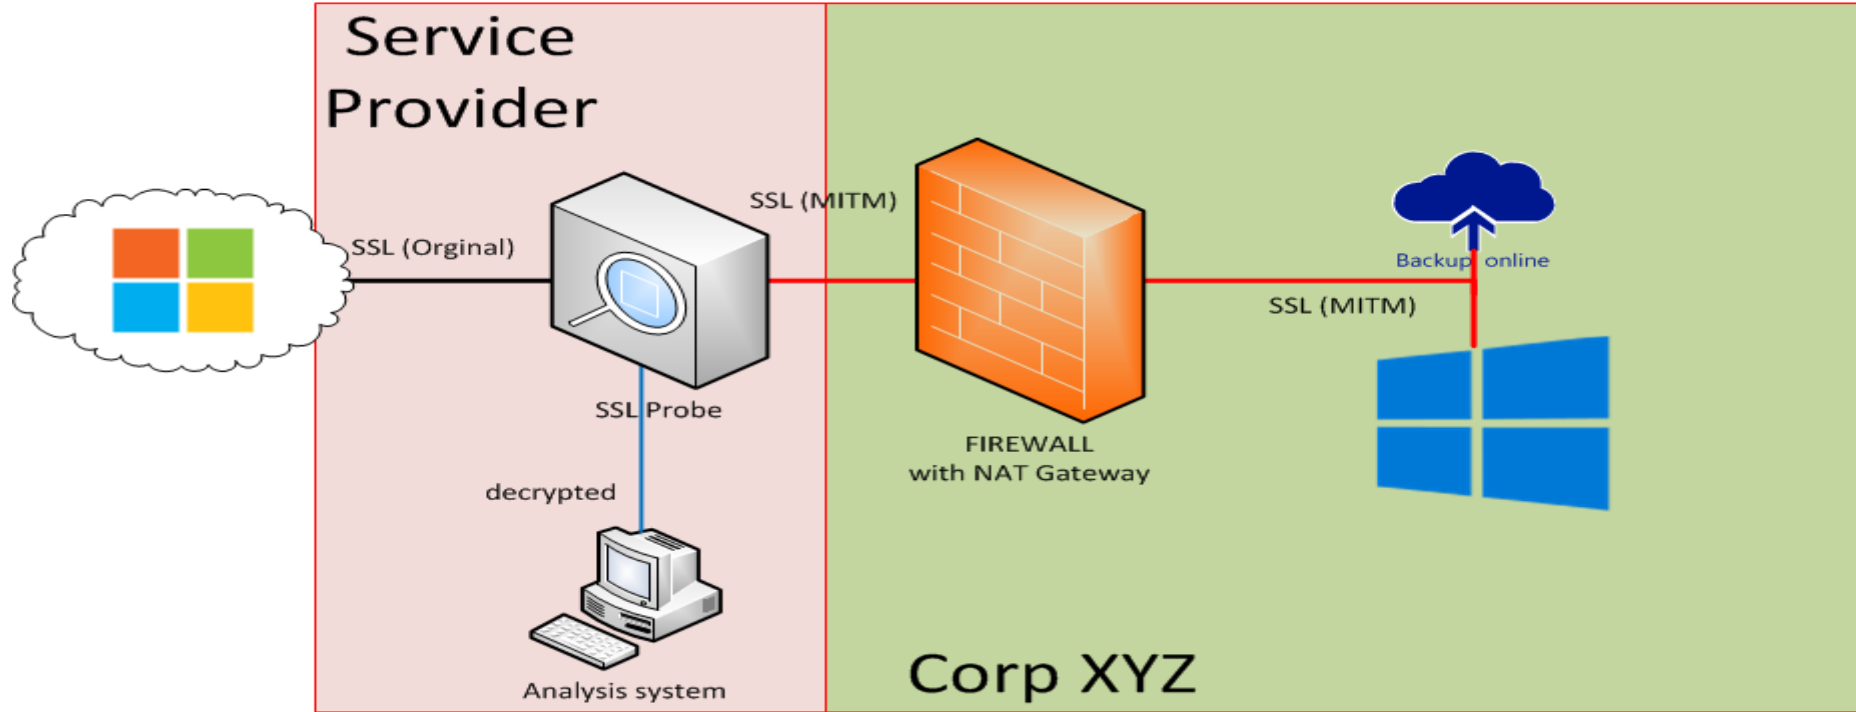 Service
Provider
SSL (MITM)
SSL (Orginal)
Backup online
SSL (MITM)
SSL Probe
FIREWALL
with NAT Gateway
decrypted
Analysis system
Corp XYZ